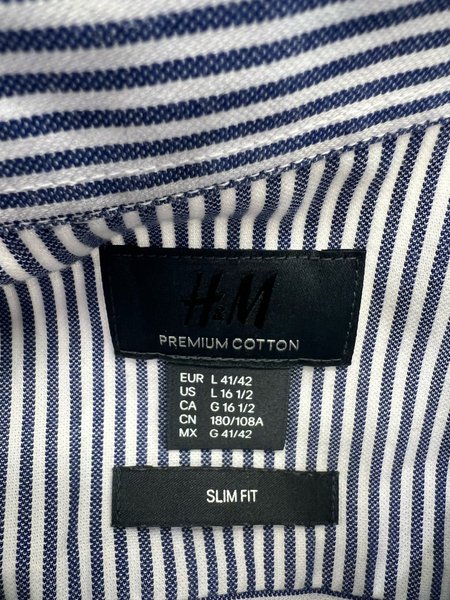 H&M
PREMIUM COTTON
EUR L 41/42
US L 16 1/2
CA G 16 1/2
CN 180/108A
MX G 41/42
SLIM FIT